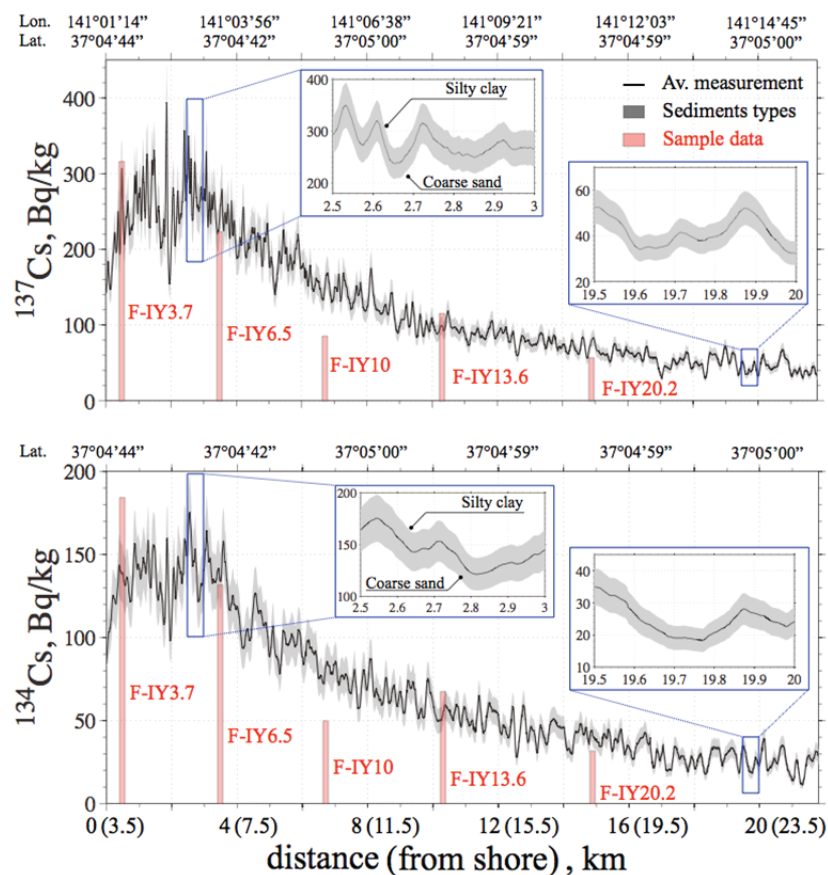 Lon. 141°01’14” 141°03’56” 141°06’38” 141°09’21” 141°12’03” 141°14’45”
Lat. 37°04’44” 37°04’42” 37°05’00” 37°04’59” 37°04’59” 37°05’00”
137Cs, Bq/kg
400
300
200
100
0
400
300
200
Silty clay
Coarse sand
2.5 2.6 2.7 2.8 2.9 3
Av. measurement
Sediments types
Sample data
60
40
20
19.5 19.6 19.7 19.8 19.9 20
F-IY3.7
F-IY6.5
F-IY10
F-IY13.6
F-IY20.2
Lat. 37°04’44” 37°04’42” 37°05’00” 37°04’59” 37°04’59” 37°05’00”
134Cs, Bq/kg
200
150
100
50
0
200
150
100
Silty clay
Coarse sand
2.5 2.6 2.7 2.8 2.9 3
40
30
20
10
19.5 19.6 19.7 19.8 19.9 20
F-IY3.7
F-IY6.5
F-IY10
F-IY13.6
F-IY20.2
0 (3.5) 4 (7.5) 8 (11.5) 12 (15.5) 16 (19.5) 20 (23.5)
distance (from shore) , km